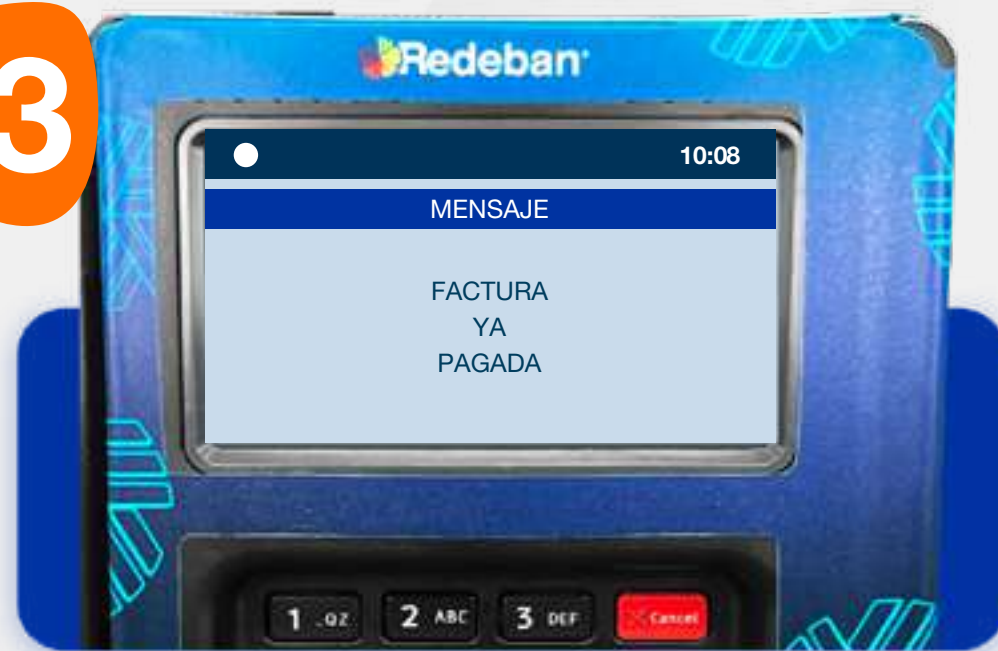 3
Redeban
10:08
MENSAJE
FACTURA
YA
PAGADA
1 .QZ 2 ABC 3 DEF Cancel